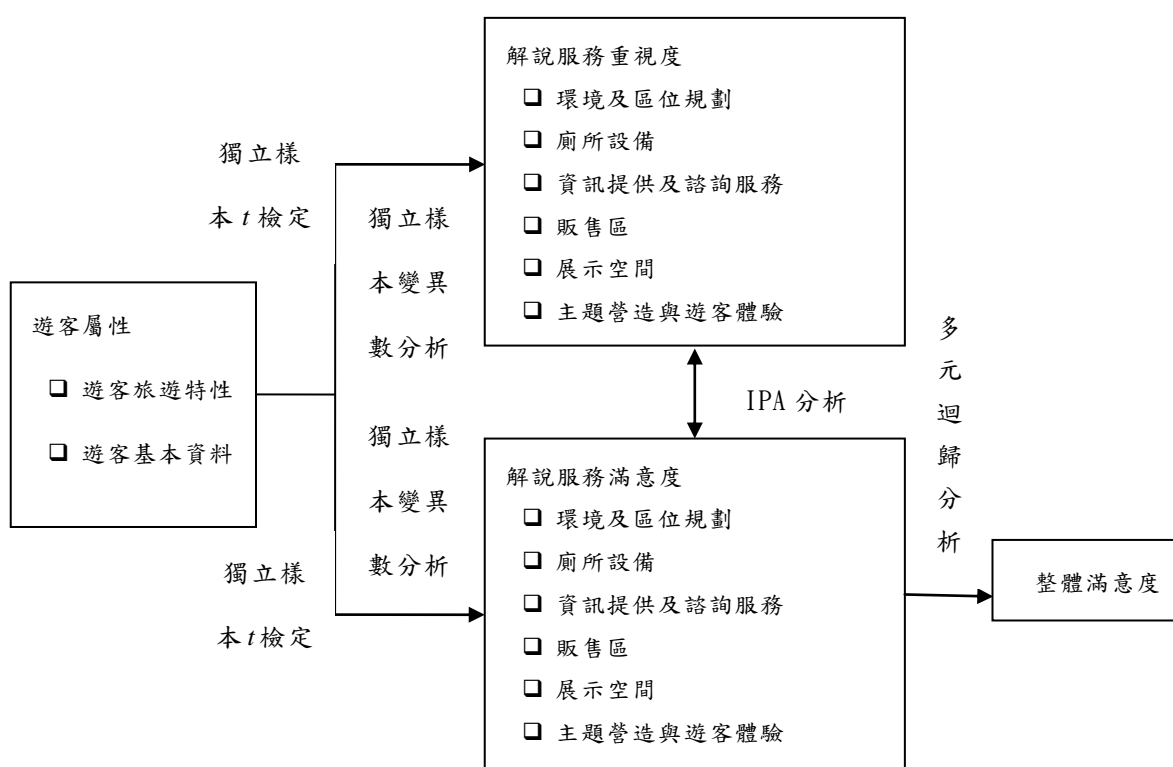 解說服務重視度
❑ 環境及區位規劃
❑ 廁所設備
❑ 資訊提供及諮詢服務
❑ 販售區
❑ 展示空間
❑ 主題營造與遊客體驗
獨立樣
本 t 檢定
獨立樣
本變異
數分析
遊客屬性
❑ 遊客旅遊特性
❑ 遊客基本資料
IPA 分析
多
元
迴
歸
分
析
獨立樣
本變異
數分析
獨立樣
本 t 檢定
解說服務滿意度
❑ 環境及區位規劃
❑ 廁所設備
❑ 資訊提供及諮詢服務
❑ 販售區
❑ 展示空間
❑ 主題營造與遊客體驗
整體滿意度